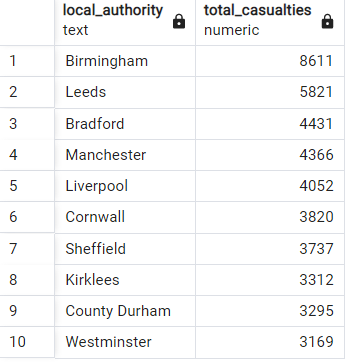 local_authority total_casualties
text numeric
1 Birmingham 8611
2 Leeds 5821
3 Bradford 4431
4 Manchester 4366
5 Liverpool 4052
6 Cornwall 3820
7 Sheffield 3737
8 Kirklees 3312
9 County Durham 3295
10 Westminster 3169